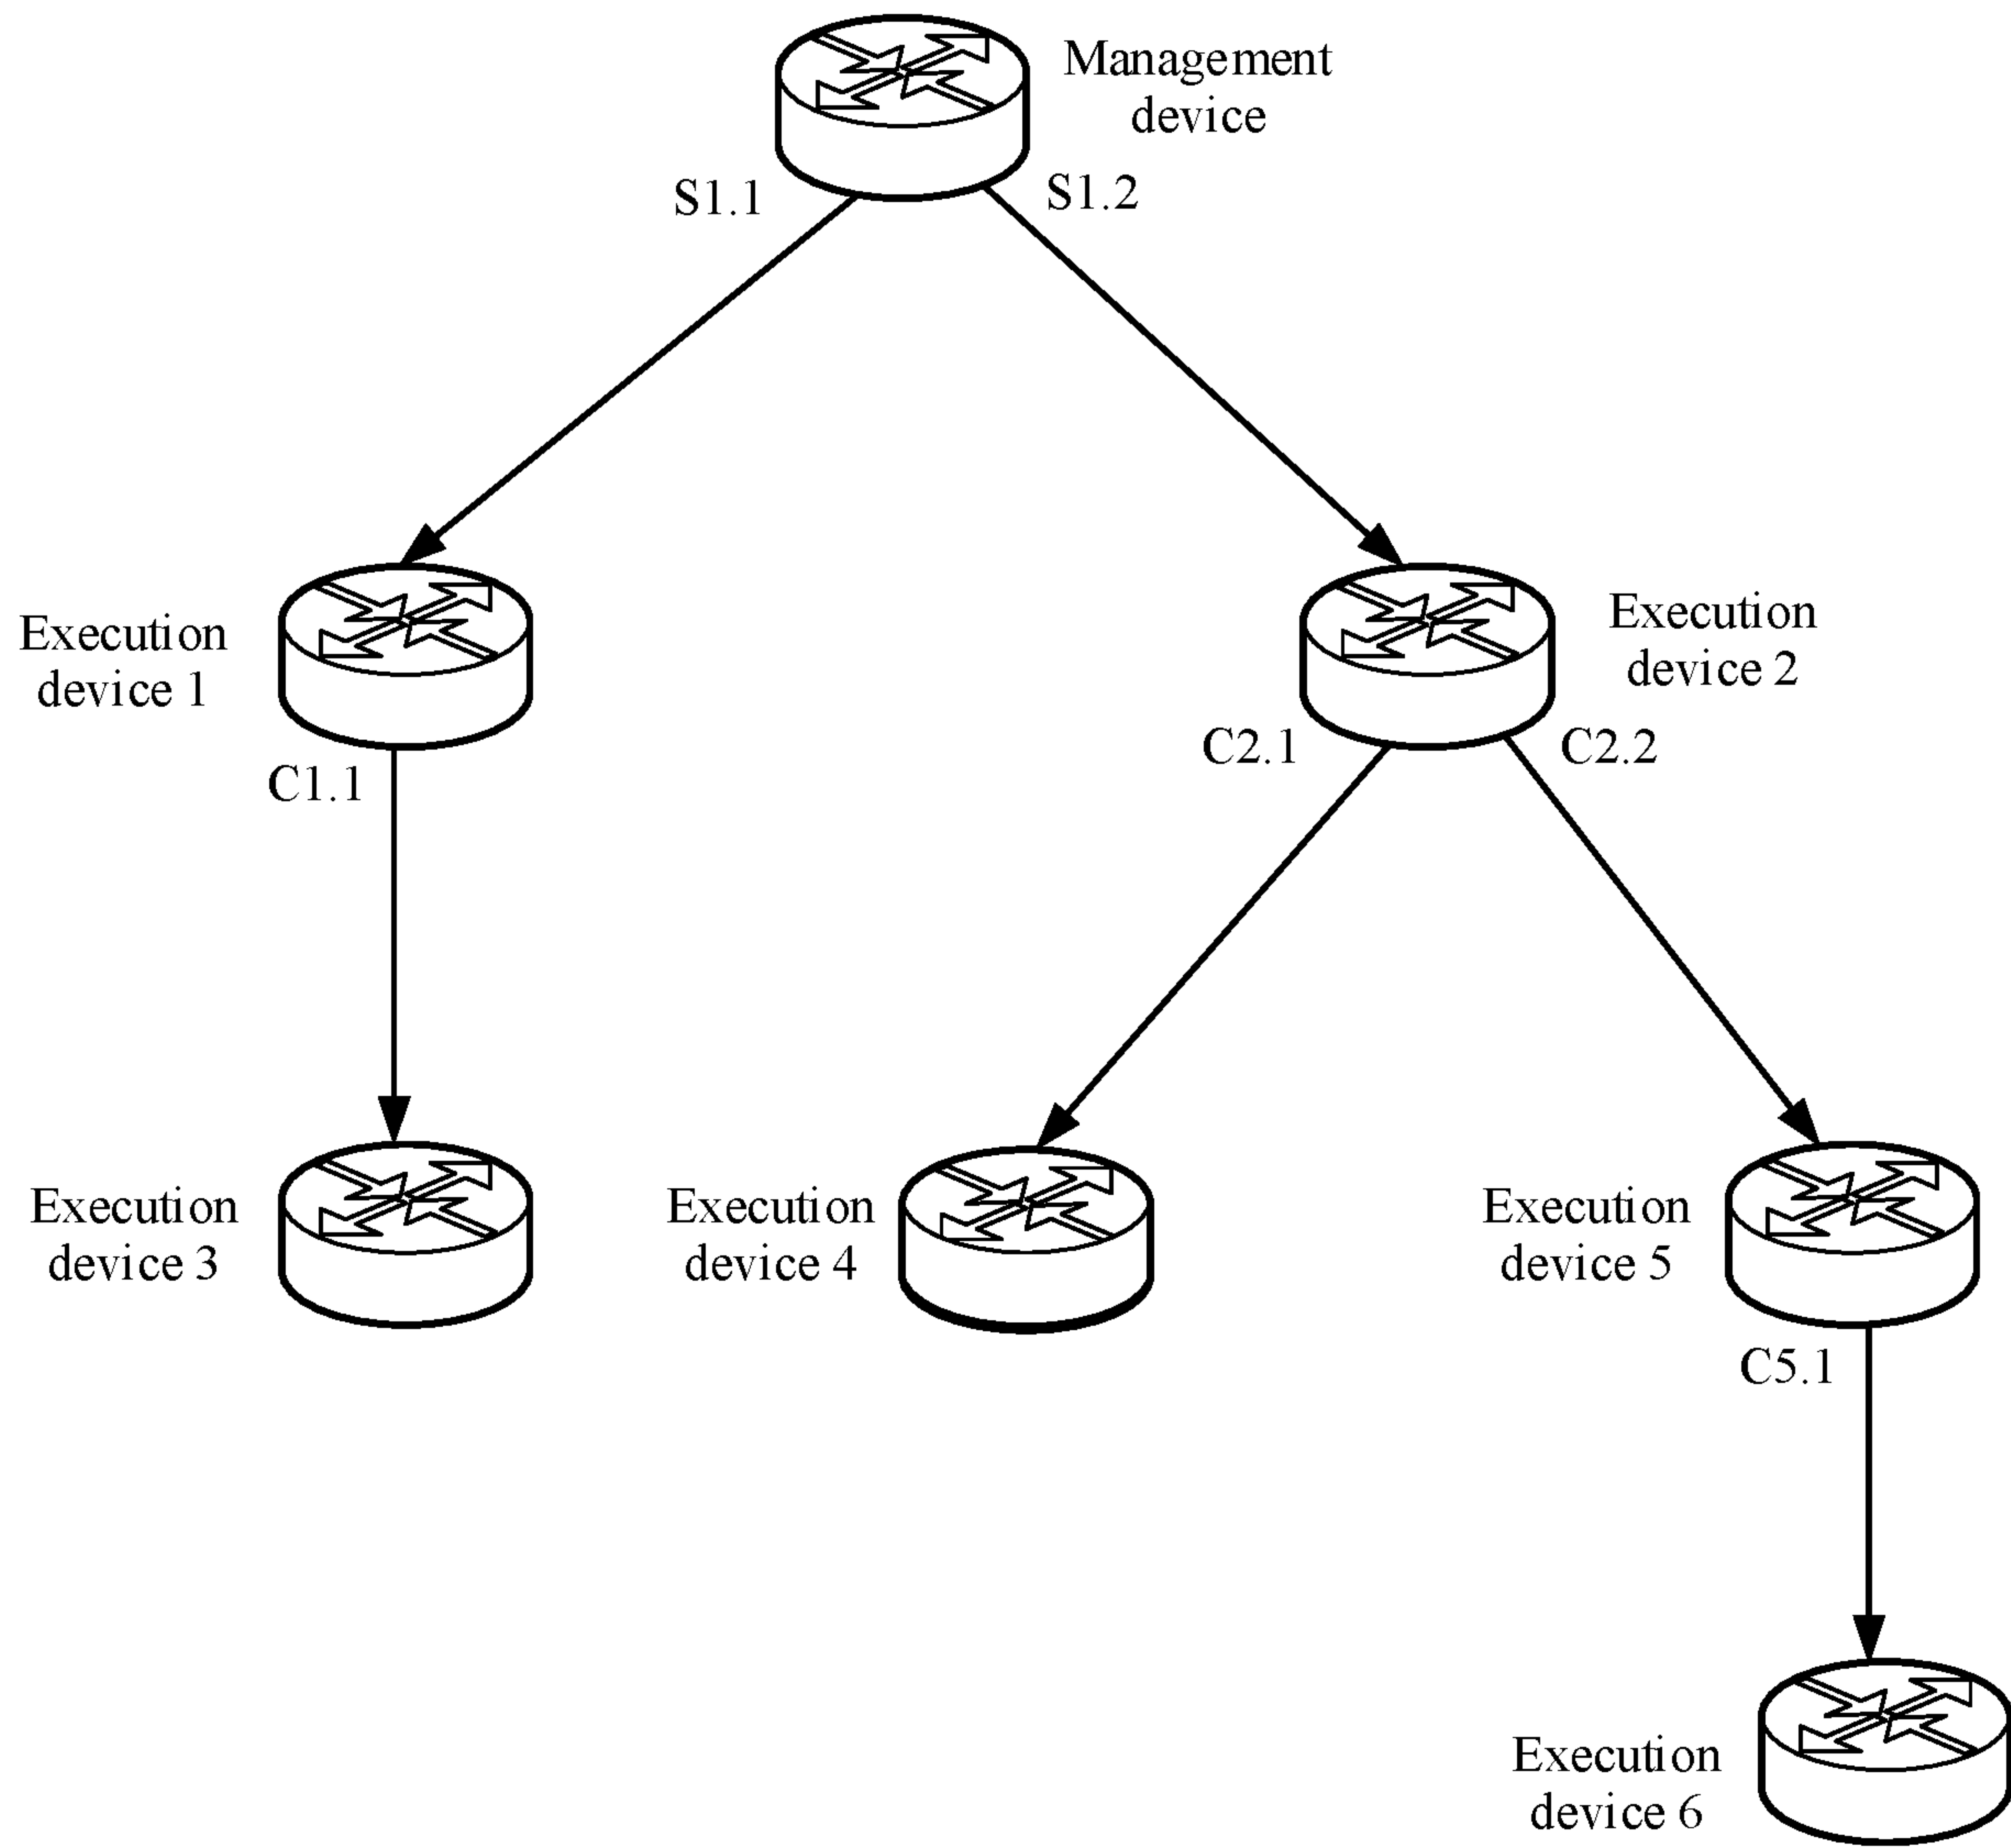 Management
device
S1.1
S1.2
Execution
device 1
Execution
device 2
C1.1
C2.1
C2.2
Execution
device 3
Execution
device 4
Execution
device 5
C5.1
Execution
device 6